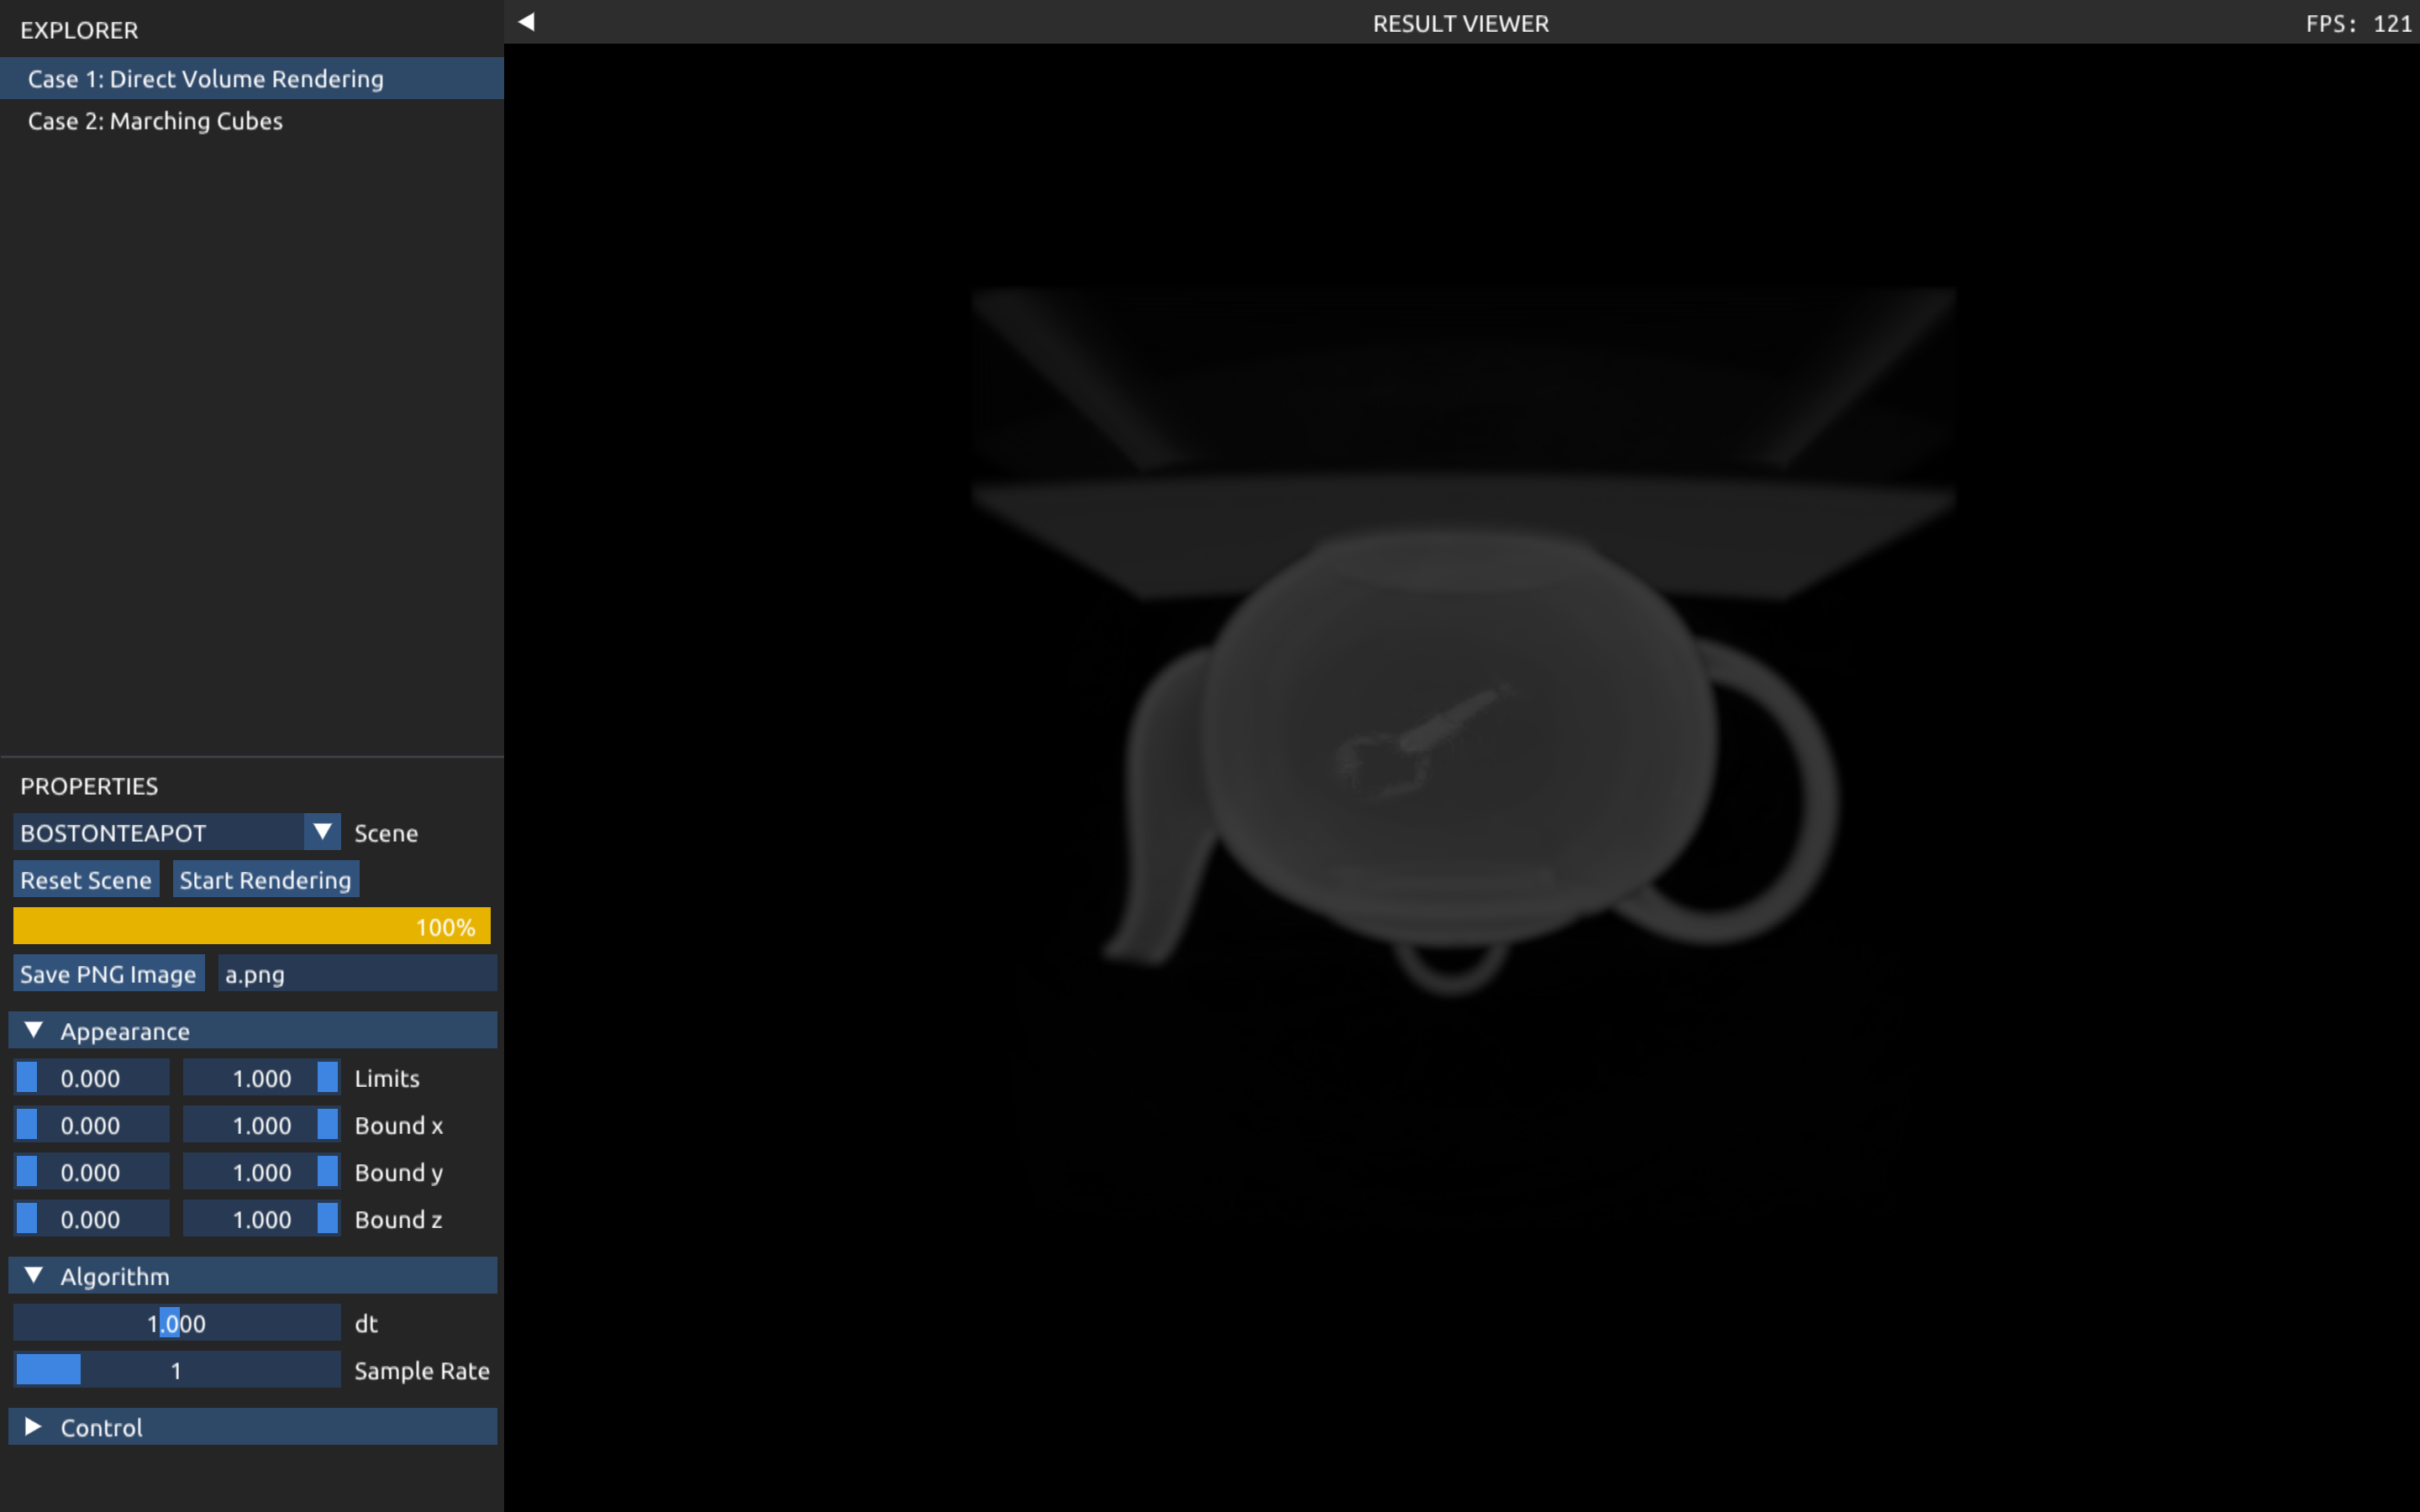 EXPLORER
Case 1: Direct Volume Rendering
Case 2: Marching Cubes
RESULT VIEWER
FPS: 121
PROPERTIES
BOSTONTEAPOT Scene
Reset Scene Start Rendering
100%
Save PNG Image a.png
Appearance
0.000 1.000 Limits
0.000 1.000 Bound x
0.000 1.000 Bound y
0.000 1.000 Bound z
Algorithm
1.000 dt
1 Sample Rate
Control